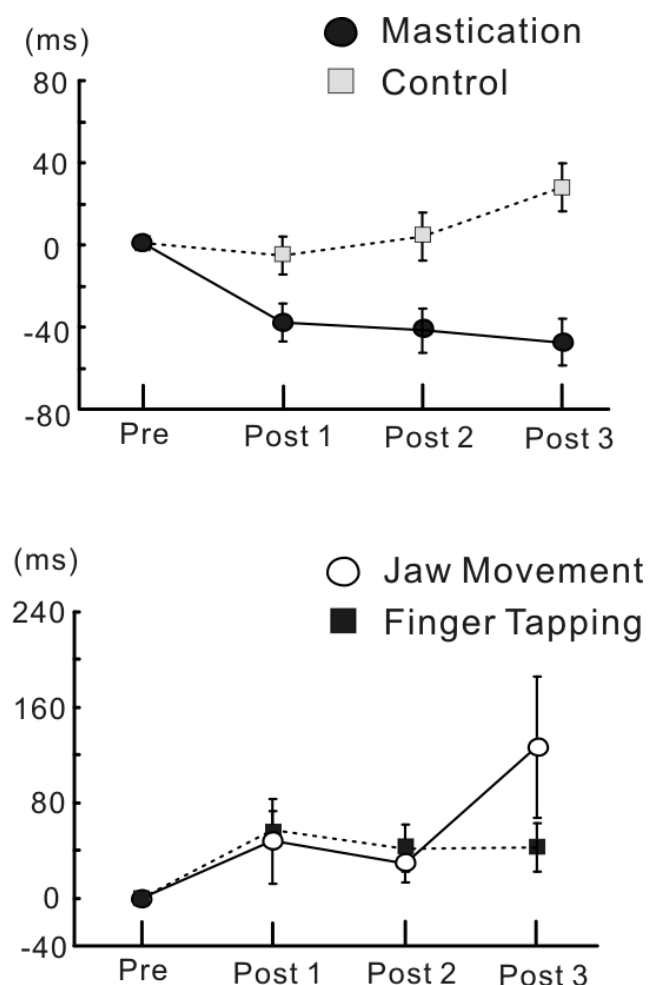 (ms)
Mastication
Control
80
40
0
-40
-80
Pre Post 1 Post 2 Post 3
(ms)
Jaw Movement
Finger Tapping
240
160
80
0
-40
Pre Post 1 Post 2 Post 3